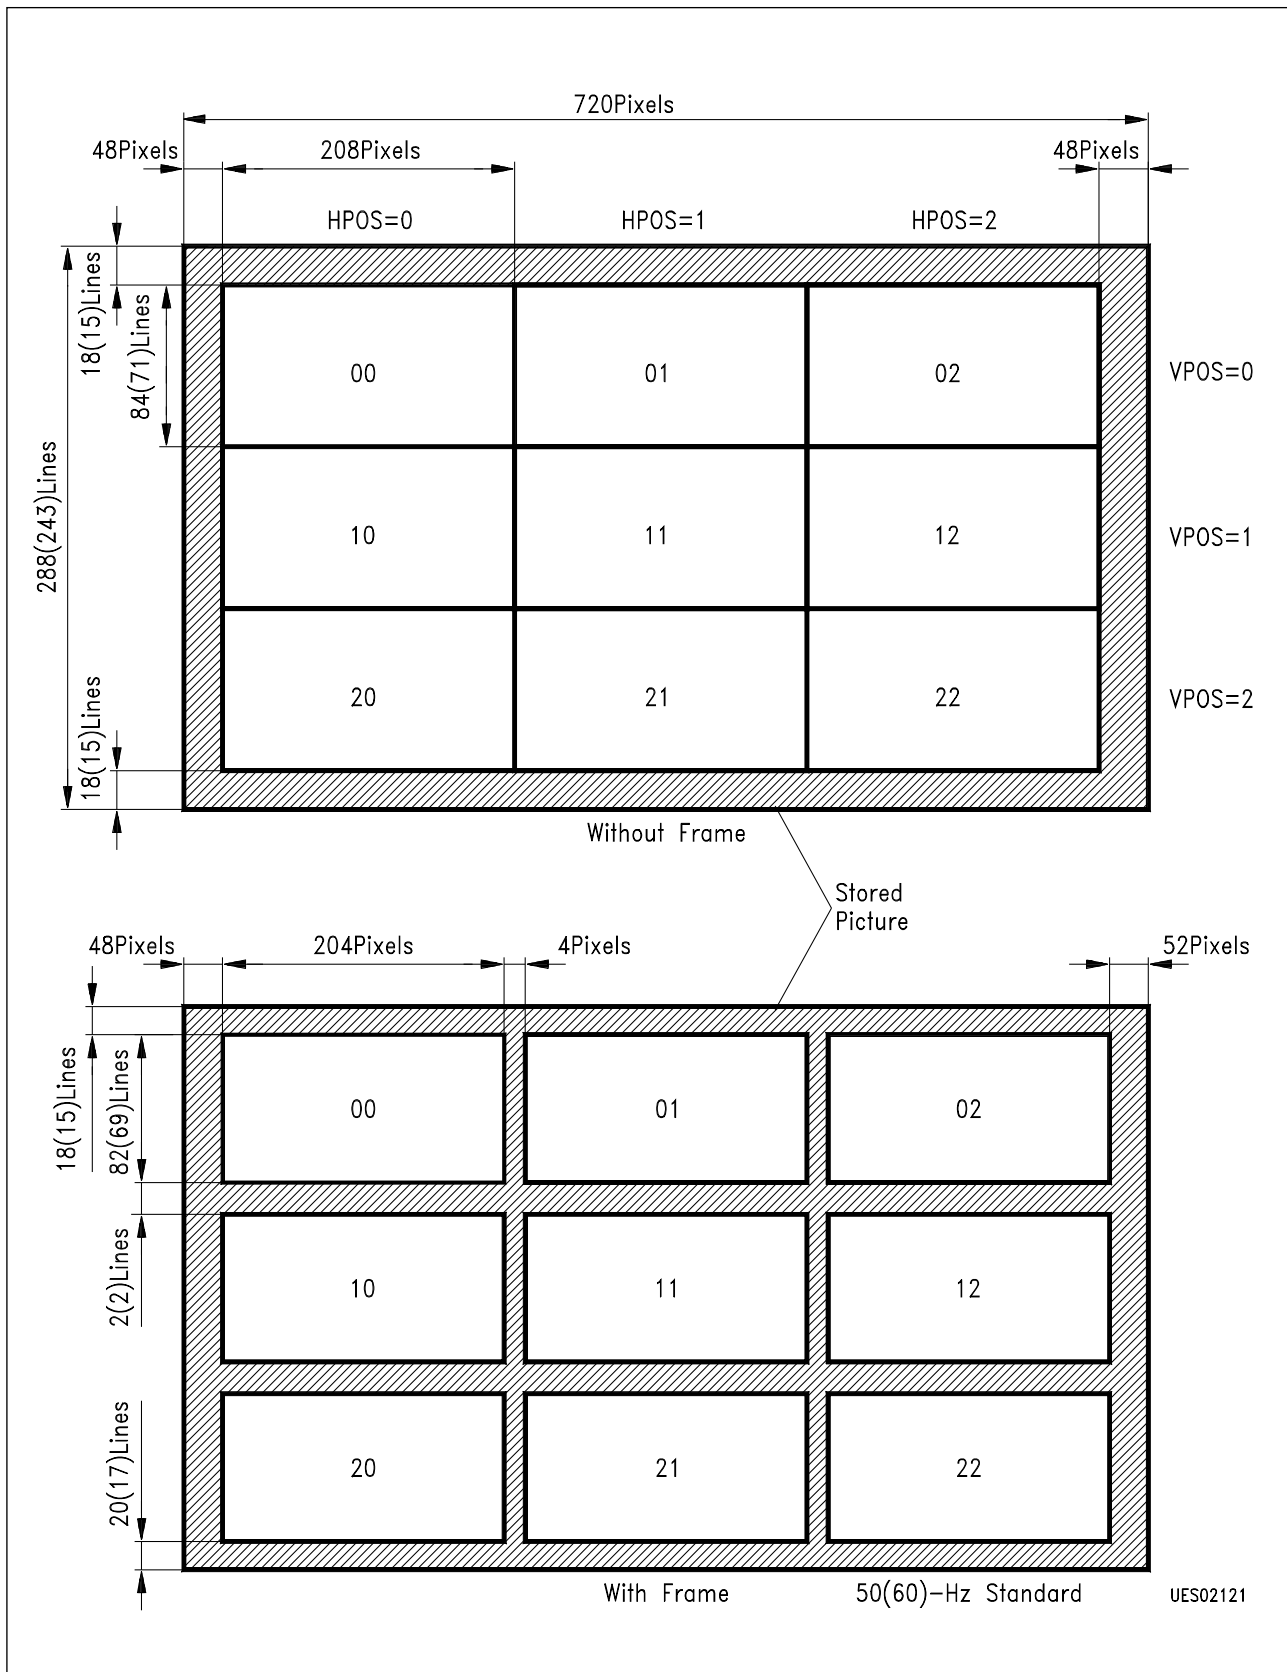 720Pixels
48Pixels 208Pixels 48Pixels
HPOS=0 HPOS=1 HPOS=2
18(15)Lines
84(71)Lines
288(243)Lines
18(15)Lines
00 01 02 VPOS=0
10 11 12 VPOS=1
20 21 22 VPOS=2
Without Frame
Stored
Picture
48Pixels 204Pixels 4Pixels 52Pixels
18(15)Lines
82(69)Lines
2(2)Lines
20(17)Lines
00 01 02
10 11 12
20 21 22
With Frame 50(60)-Hz Standard UES02121